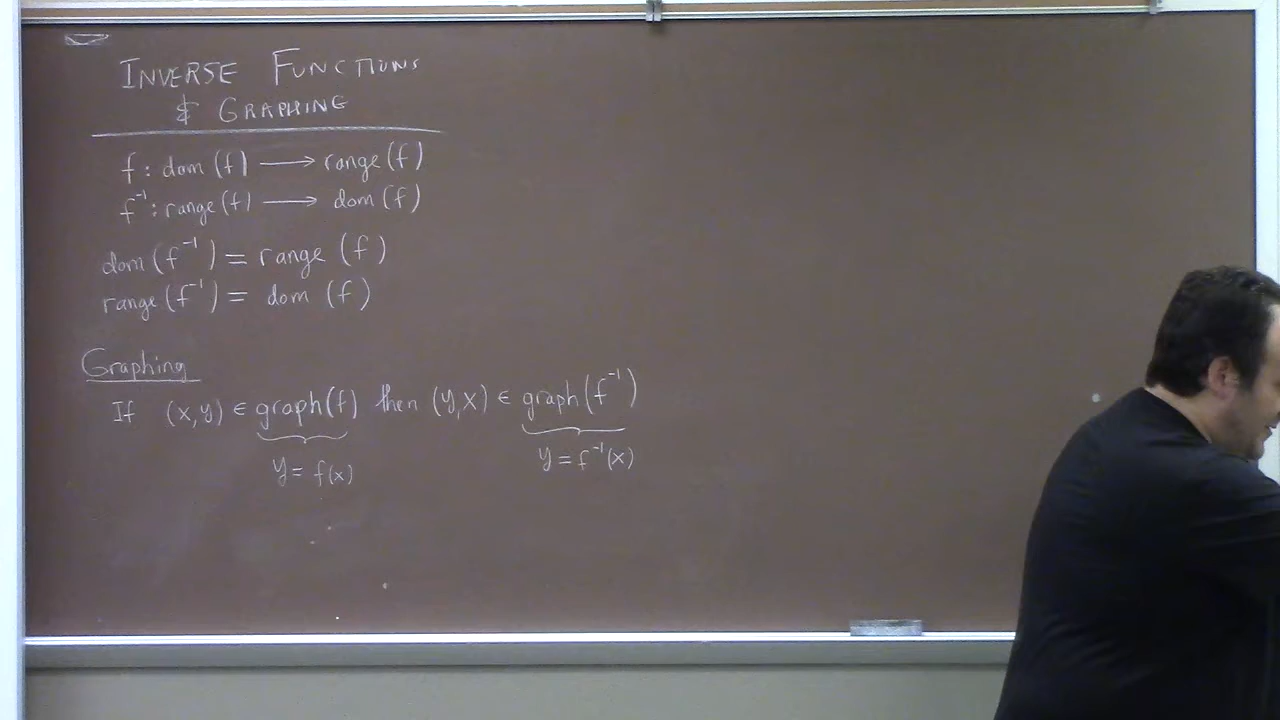 INVERSE FUNCTIONS
& GRAPHING
f: dom(f) ⟶ range(f)
f⁻¹: range(f) ⟶ dom(f)
dom(f⁻¹) = range (f)
range(f⁻¹) = dom (f)
Graphing
If (x,y) ∈ graph(f) then (y,x) ∈ graph(f⁻¹)
y = f(x) y = f⁻¹(x)